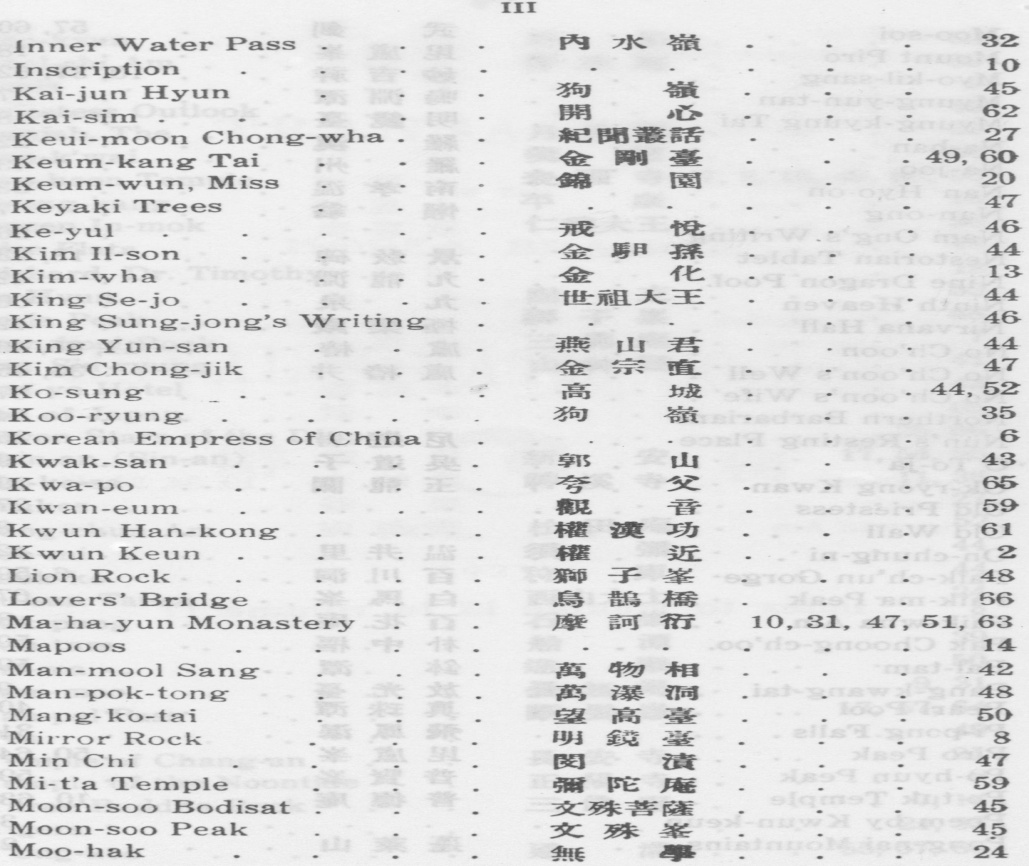 III
Inner Water Pass . . . 內水嶺 . . . 32
Inscription . . . . . . 10
Kai-jun Hyun . . . 狗嶺 . . . 45
Kai-sim . . . 開心 . . . 32
Keui-moon Chong-wha . . 紀聞叢話 . . . 27
Keum-kang Tai . . . 金剛臺 . . . 49, 60
Keum-wun, Miss . . . 錦園 . . . 20
Keyaki Trees . . . . . . 47
Ke-yul . . . 戒悅 . . . 46
Kim Il-son . . . 金馹孫 . . . 44
Kim-wha . . . 金化 . . . 13
King Se-jo . . . 世祖大王 . . . 44
King Sung-jong's Writing . . . . . . 46
King Yun-san . . . 燕山君 . . . 44
Kim Chong-jik . . . 金宗直 . . . 47
Ko-sung . . . 高城 . . . 44, 52
Koo-ryung . . . 狗嶺 . . . 35
Korean Empress of China . . . . . . 6
Kwak-san . . . 郭山 . . . 43
Kwa-po . . . 夸父 . . . 65
Kwan-eum . . . 觀音 . . . 59
Kwun Han-kong . . . 權漢功 . . . 61
Kwun Keun . . . 權近 . . . 2
Lion Rock . . . 獅子峯 . . . 48
Lovers' Bridge . . . 烏鵲橋 . . . 66
Ma-ha-yun Monastery . . . 摩訶衍 10, 31, 47, 51, 63
Mapoos . . . . . . 14
Man-mool Sang . . . 萬物相 . . . 42
Man-pok-tong . . . 萬瀑洞 . . . 48
Mang-ko-tai . . . 望高臺 . . . 50
Mirror Rock . . . 明鏡臺 . . . 8
Min Chi . . . 閔漬 . . . 47
Mi-t'a Temple . . . 彌陀庵 . . . 59
Moon-soo Bodisat . . . 文殊菩薩 . . . 45
Moon-soo Peak . . . 文殊峯 . . . 45
Moo-hak . . . 無學 . . . 24